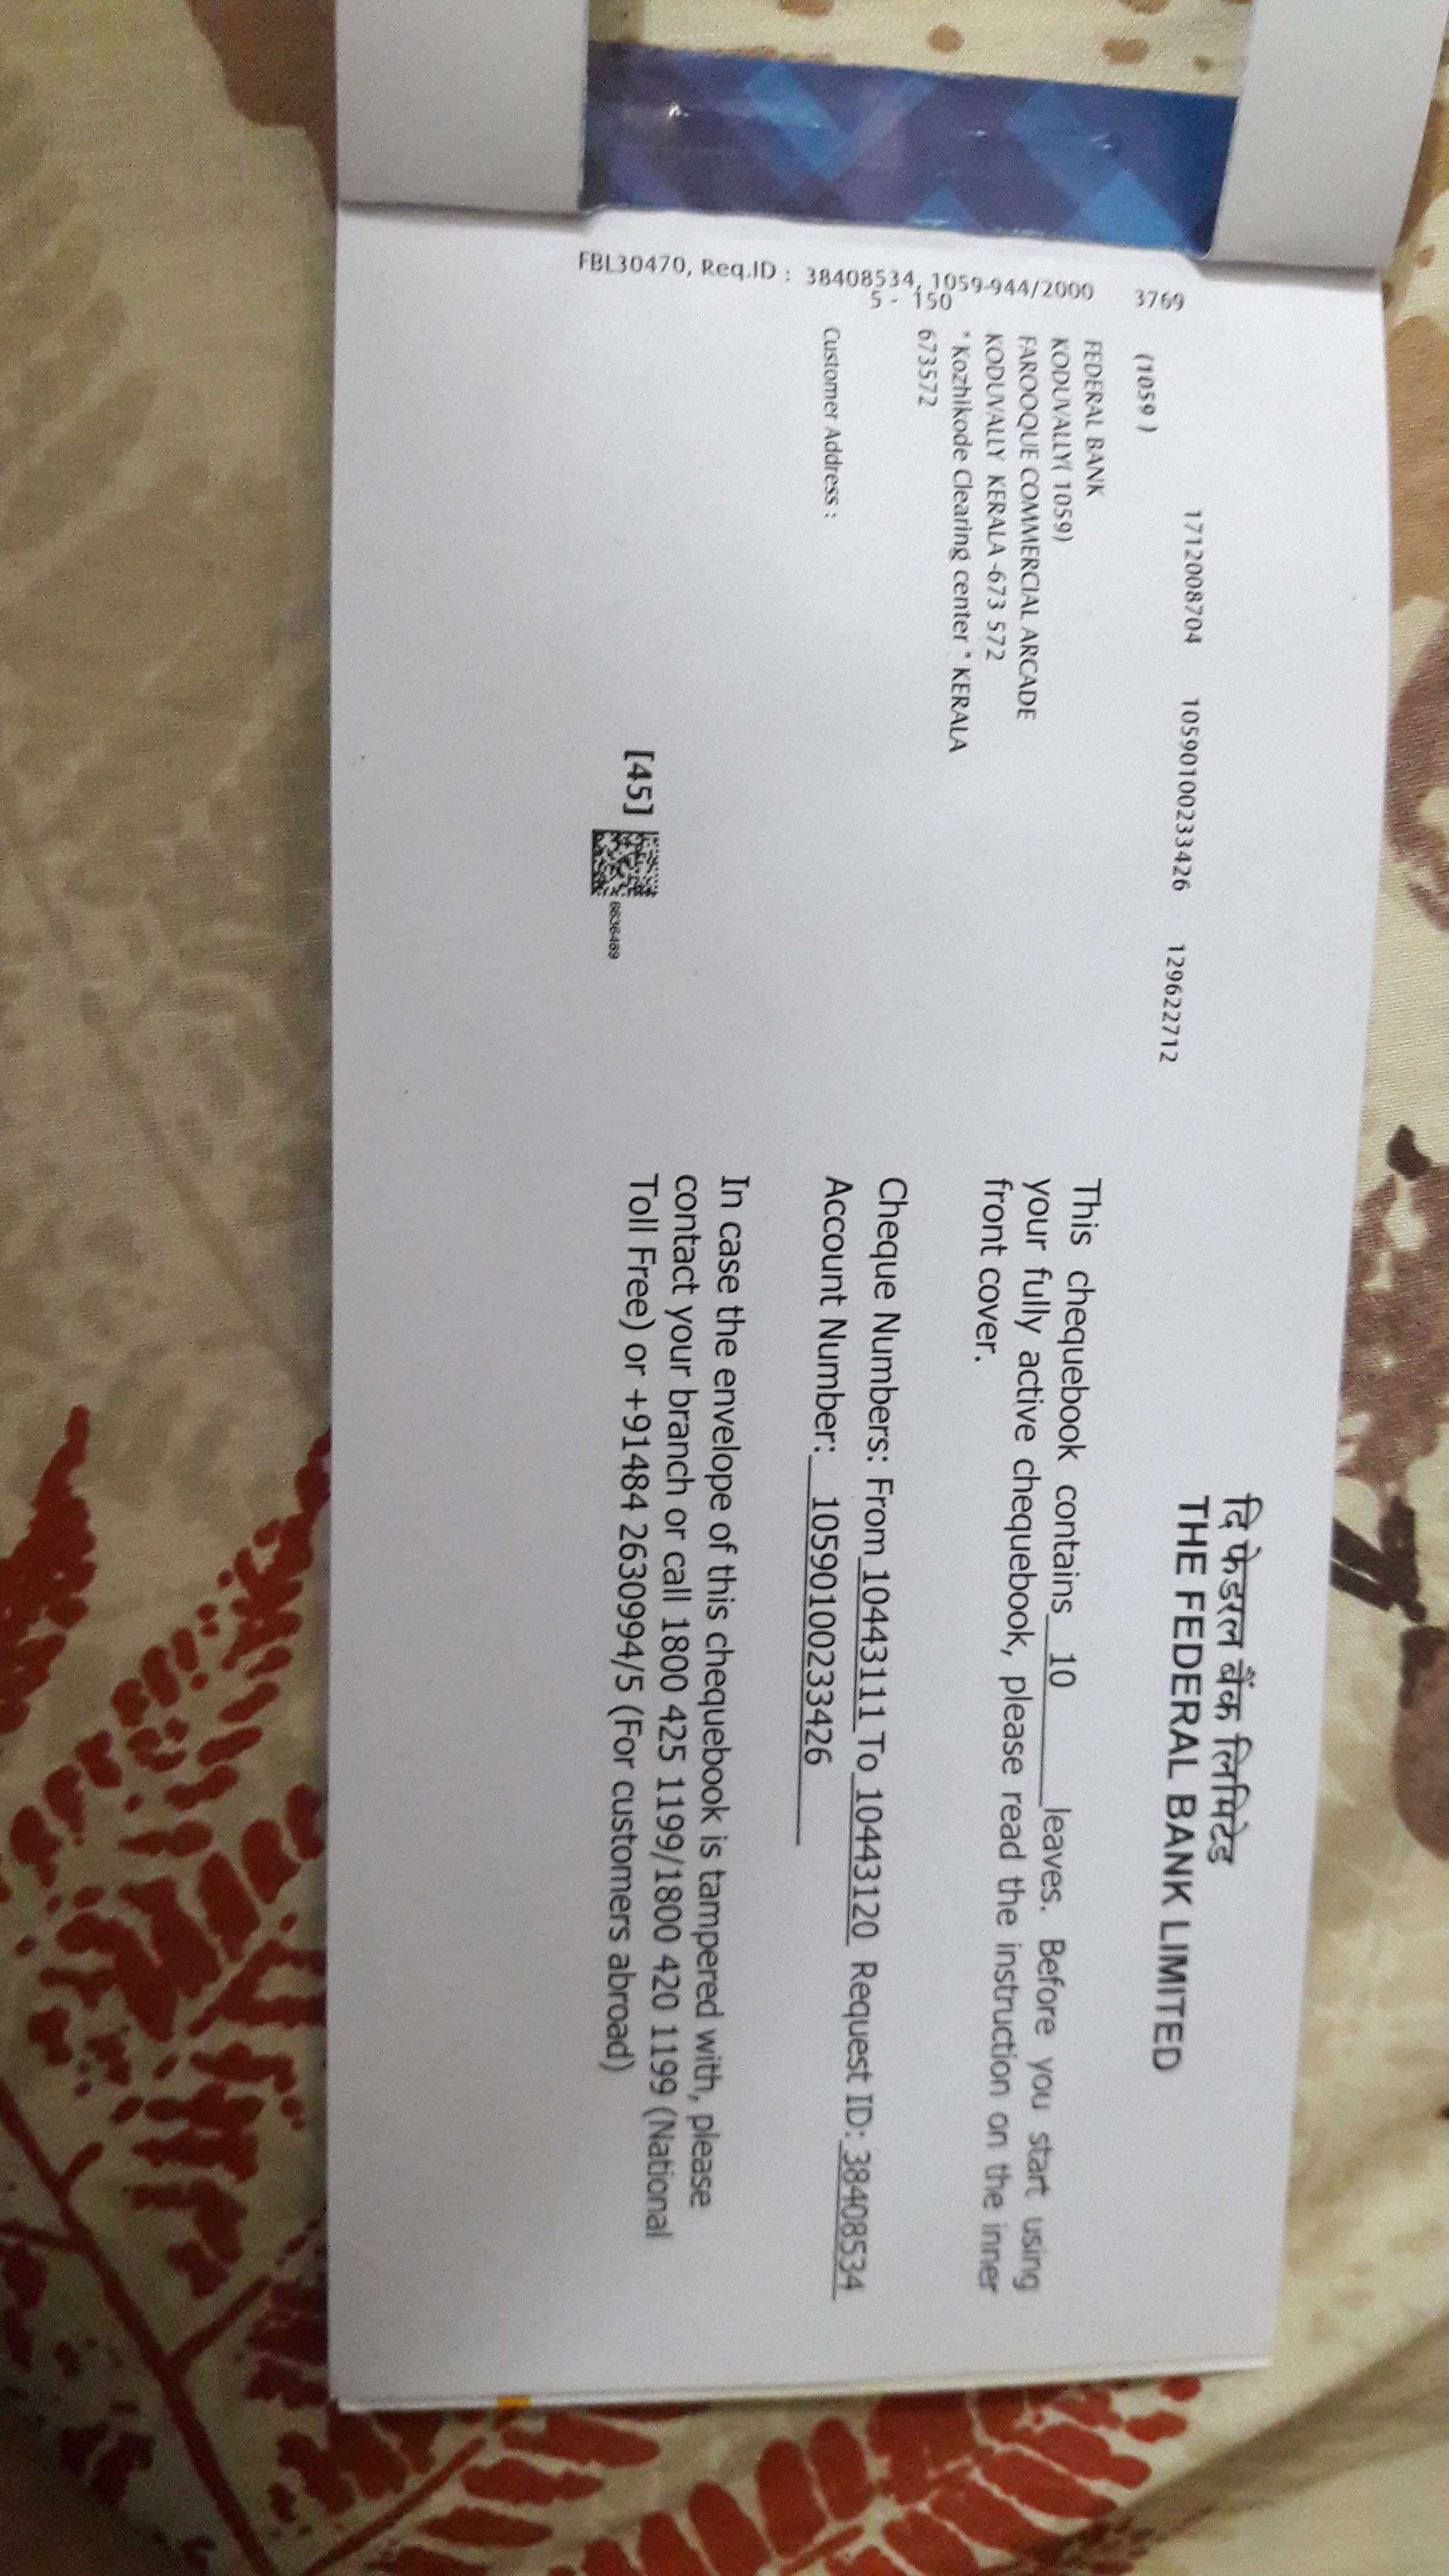 दि फेडरल बैंक लिमिटेड
THE FEDERAL BANK LIMITED
3769
1712008704 10590100233426 129622712
(1059 )
FBL30470, Req.ID : 38408534, 1059-944/2000
5 - 150
FEDERAL BANK
KODUVALLY( 1059)
FAROOQUE COMMERCIAL ARCADE
KODUVALLY KERALA -673 572
* Kozhikode Clearing center * KERALA
673572
Customer Address :
[45]
6636489
This chequebook contains 10 leaves. Before you start using
your fully active chequebook, please read the instruction on the inner
front cover.
Cheque Numbers: From 10443111 To 10443120 Request ID: 38408534
Account Number: 10590100233426
In case the envelope of this chequebook is tampered with, please
contact your branch or call 1800 425 1199/1800 420 1199 (National
Toll Free) or +91484 2630994/5 (For customers abroad)